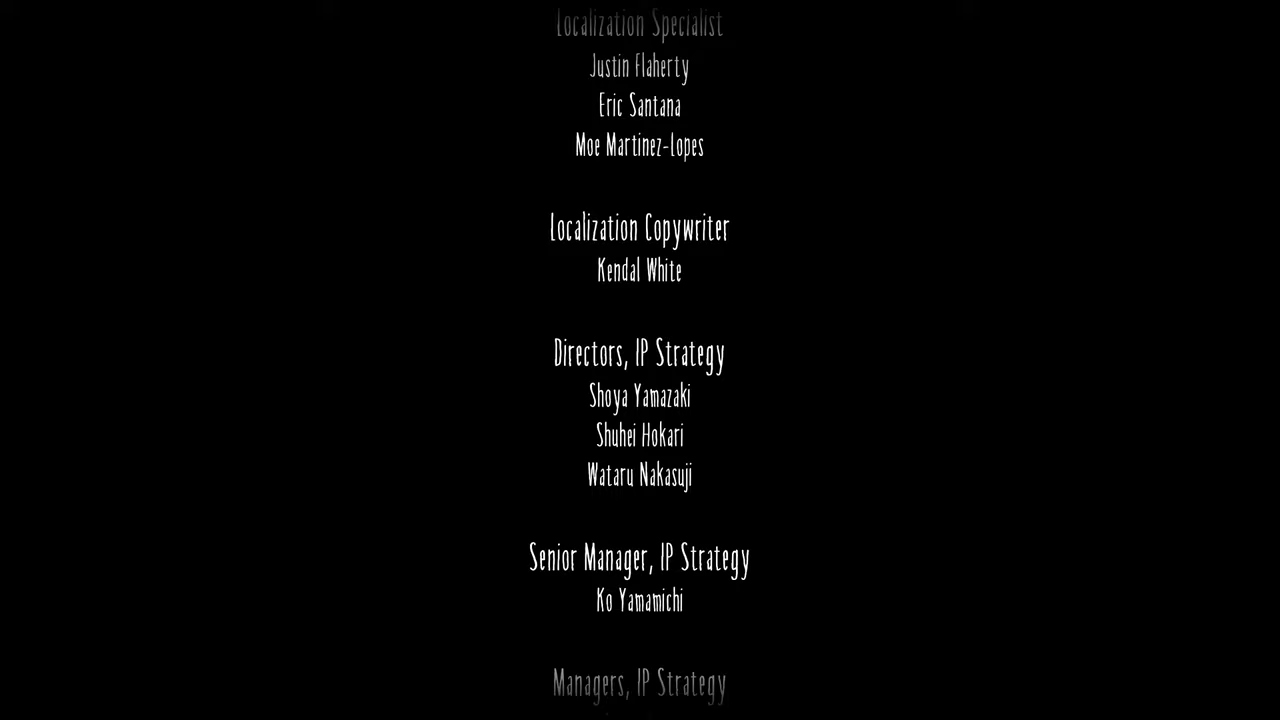 Localization Specialist
Justin Flaherty
Eric Santana
Moe Martinez-Lopes
Localization Copywriter
Kendal White
Directors, IP Strategy
Shoya Yamazaki
Shuhei Hokari
Wataru Nakasuji
Senior Manager, IP Strategy
Ko Yamamichi
Managers, IP Strategy